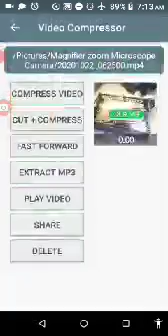 7:13 AM
Video Compressor
/Pictures/Magnifier zoom Microscope
Camera/20201002_062500.mp4
COMPRESS VIDEO
CUT + COMPRESS
FAST FORWARD
EXTRACT MP3
PLAY VIDEO
SHARE
DELETE
0:00